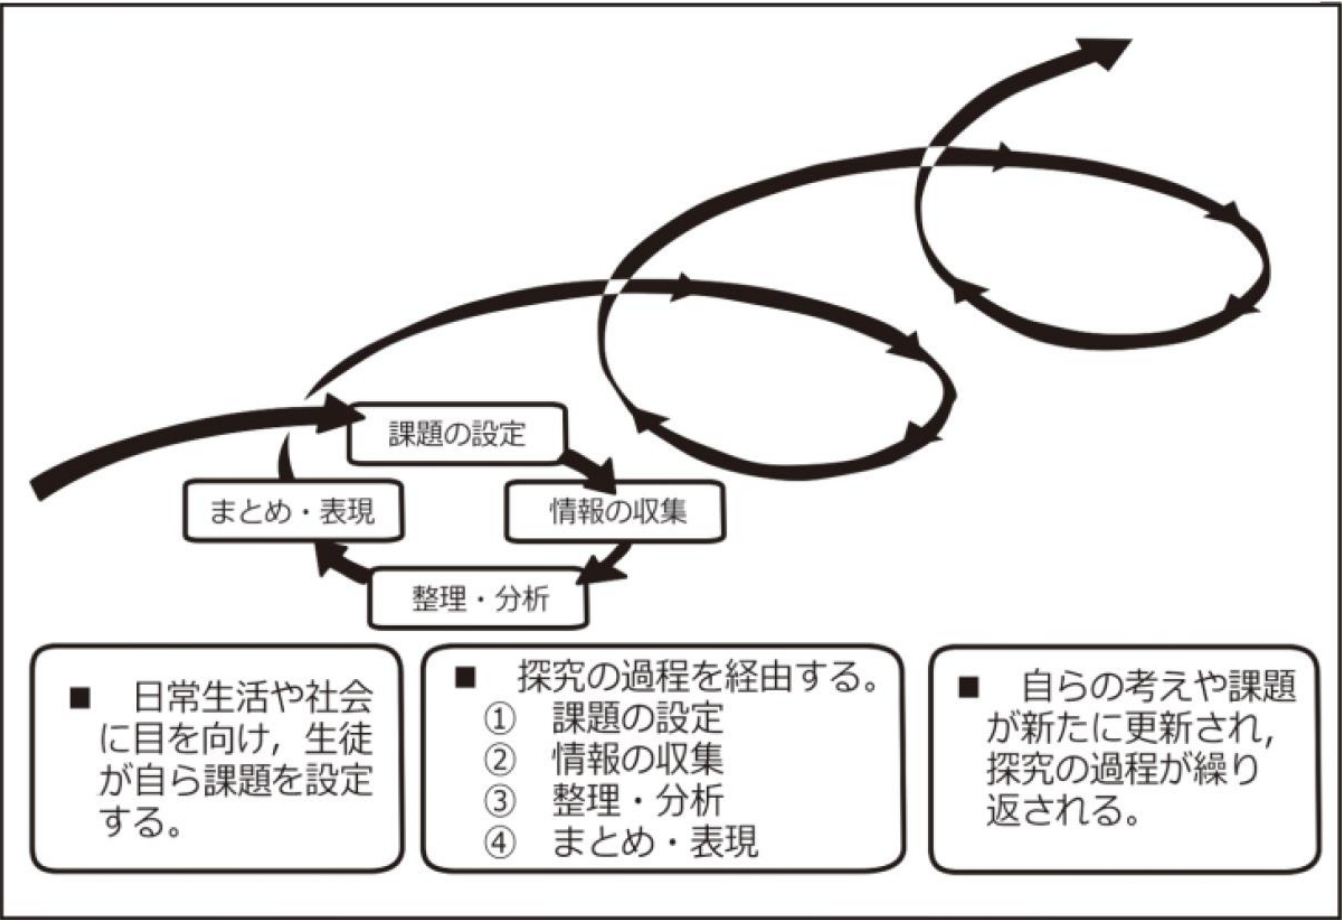 課題の設定
まとめ・表現
情報の収集
整理・分析
■　日常生活や社会
に目を向け，生徒
が自ら課題を設定
する。
■　探究の過程を経由する。
①　課題の設定
②　情報の収集
③　整理・分析
④　まとめ・表現
■　自らの考えや課題
が新たに更新され，
探究の過程が繰り
返される。